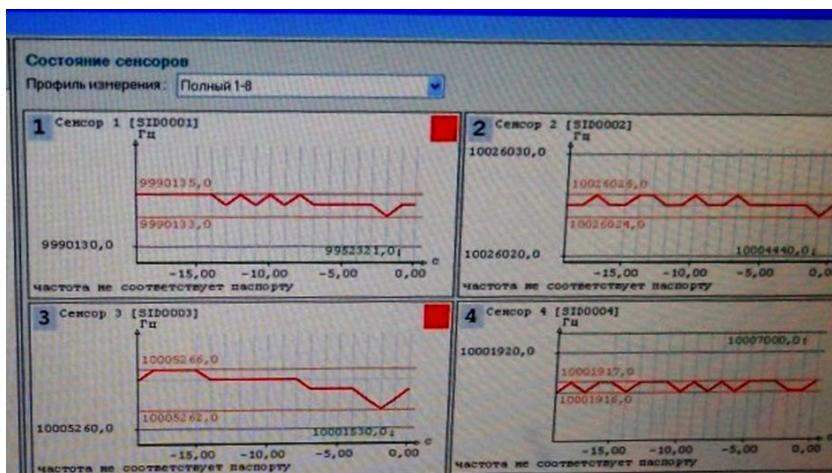 Состояние сенсоров
Профиль измерения: Полный 1-8
1 Сенсор 1 [SID0001]
Гц
9990135,0
9990133,0
9990130,0
9952321,0;
-15,00 -10,00 -5,00 0,00 с
частота не соответствует паспорту
2 Сенсор 2 [SID0002]
10026030,0
10026026,0
10026024,0
10026020,0
10004440,0;
-15,00 -10,00 -5,00 0,00
частота не соответствует паспорту
3 Сенсор 3 [SID0003]
Гц
10005266,0
10005262,0
10005260,0
10001530,0;
-15,00 -10,00 -5,00 0,00 с
частота не соответствует паспорту
4 Сенсор 4 [SID0004]
Гц
10007000,0;
10001920,0
10001917,0
10001916,0
-15,00 -10,00 -5,00 0,00
частота не соответствует паспорту